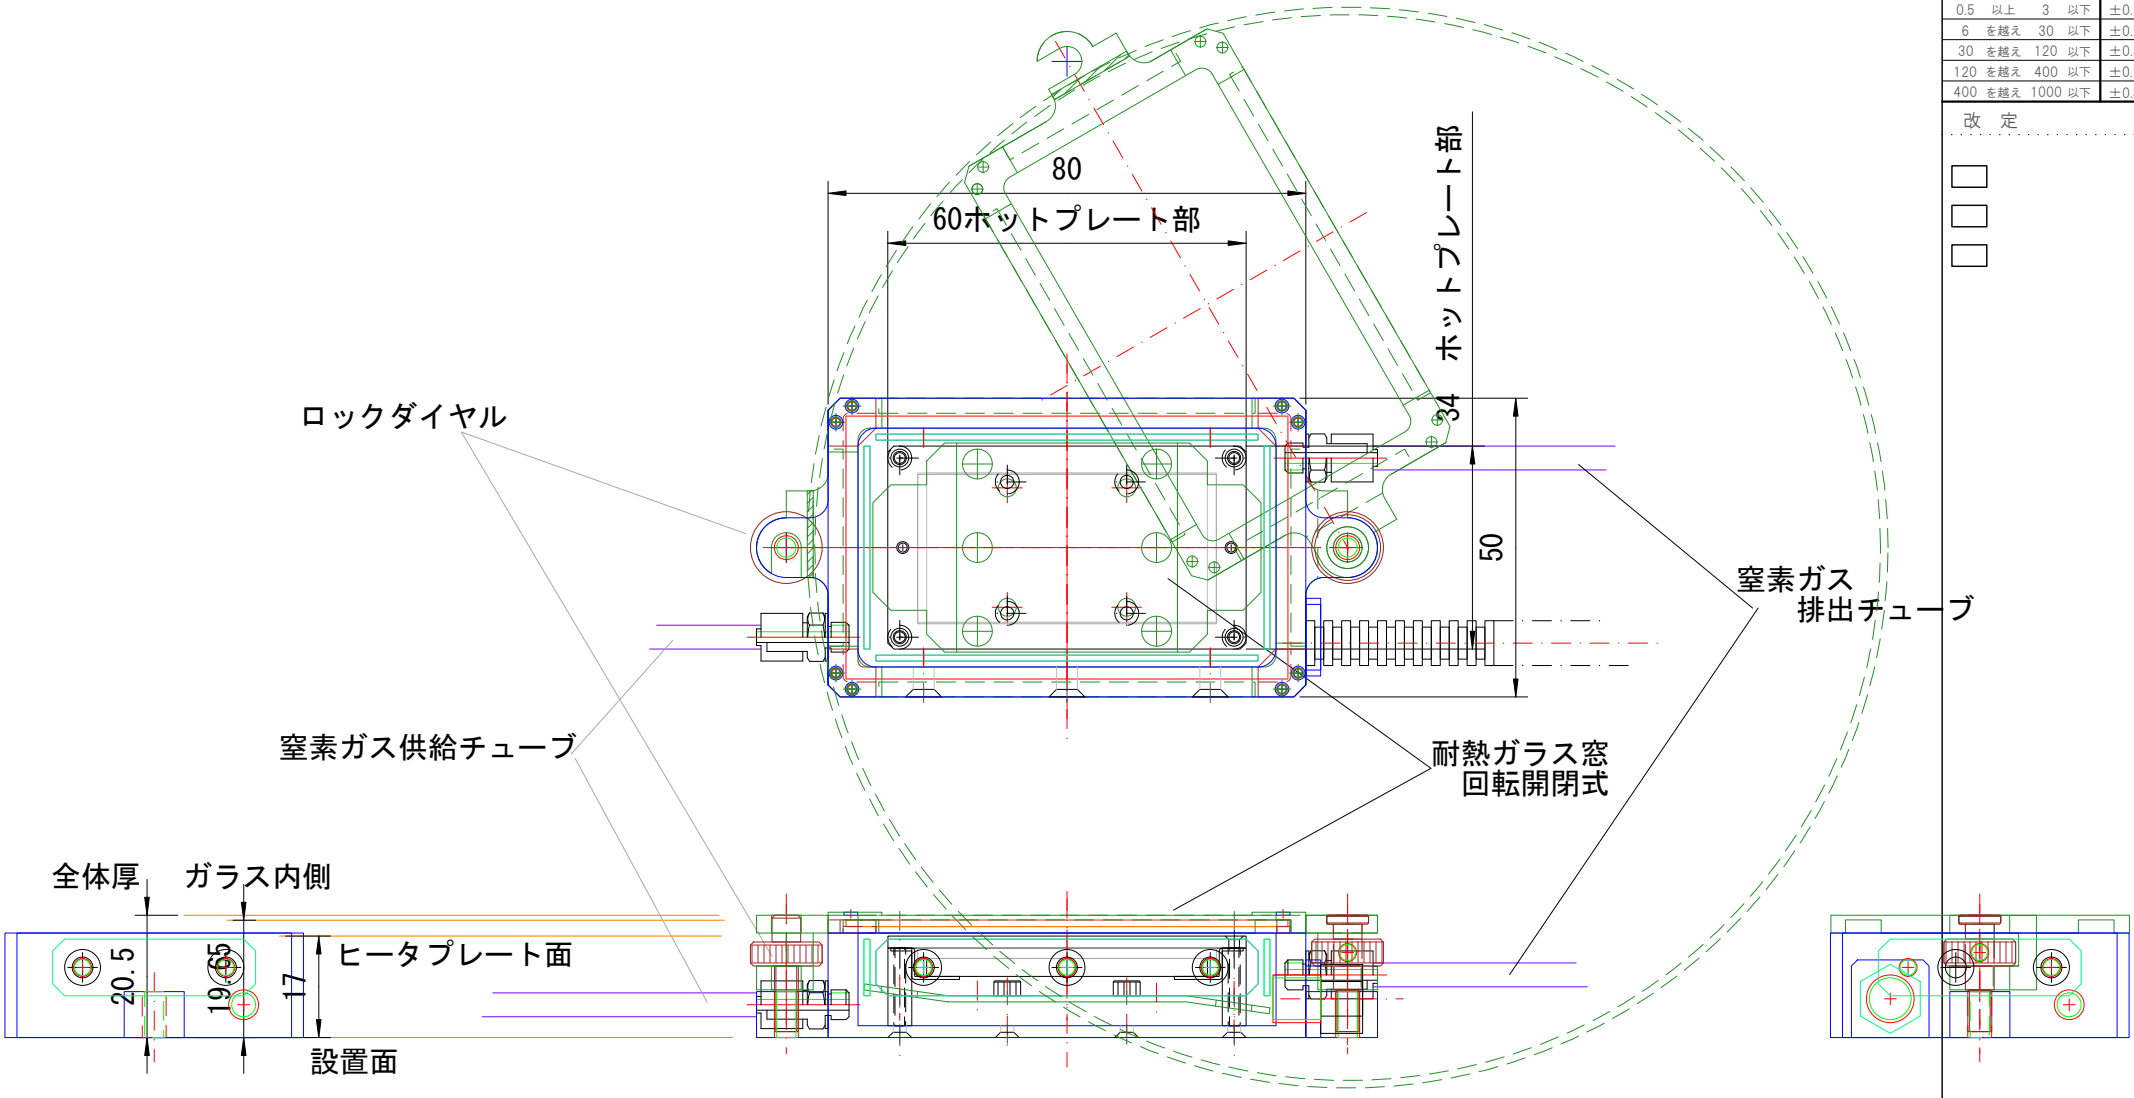 0.5 以上 3 以下 ±0.
6 を越え 30 以下 ±0.
30 を越え 120 以下 ±0.
120 を越え 400 以下 ±0.
400 を越え 1000 以下 ±0.
改 定
80
60ホットプレート部
34 ホットプレート部
50
ロックダイヤル
窒素ガス
排出チューブ
窒素ガス供給チューブ
耐熱ガラス窓
回転開閉式
全体厚
ガラス内側
ヒータプレート面
20.5
19.65
17
設置面